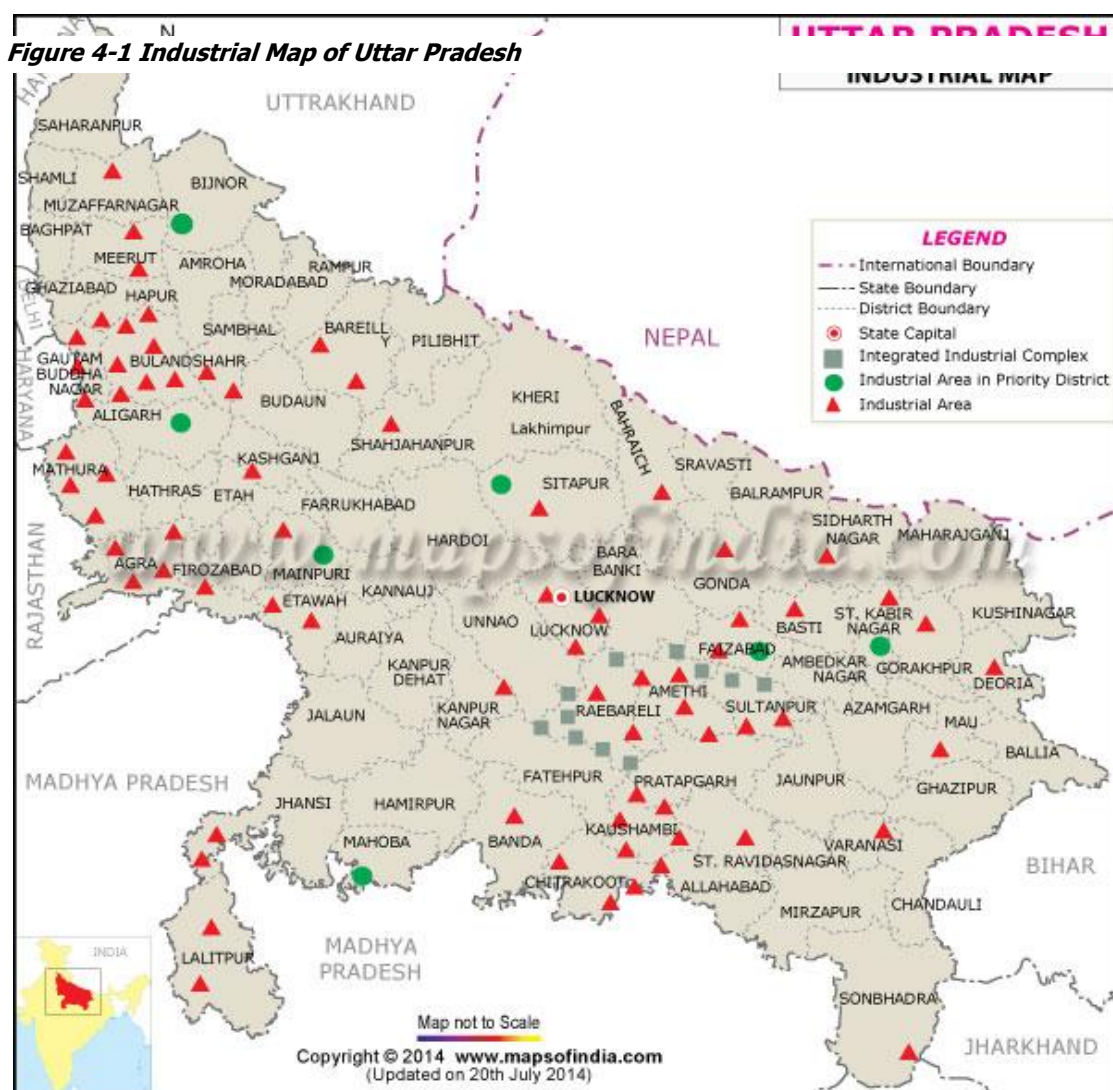 N
UTTAR PRADESH
Figure 4-1 Industrial Map of Uttar Pradesh
INDUSTRIAL MAP
UTTRAKHAND
SAHARANPUR
SHAMLI
BIJNOR
MUZAFFARNAGAR
BAGHPAT
MEERUT
AMROHA
RAMPUR
MORADABAD
GHAZIABAD
HAPUR
DELHI
SAMBHAL
BAREILL
Y
PILIBHIT
NEPAL
LEGEND
International Boundary
State Boundary
District Boundary
State Capital
Integrated Industrial Complex
Industrial Area in Priority District
Industrial Area
HARYANA
GAUTAM
BUDDHA
NAGAR
BULANDSHAHR
ALIGARH
BUDAUN
KHERI
Lakhimpur
BAHRAICH
SHAHJAHANPUR
SRAVASTI
MATHURA
KASHGANJ
HATHRAS
ETAH
FARRUKHABAD
SITAPUR
BALRAMPUR
SIDHARTH
NAGAR
MAHARAJGANJ
www.mapsofindia.com
RAJASTHAN
AGRA
FIROZABAD
MAINPURI
HARDOI
BARA
BANKI
GONDA
KANNAUJ
ETAWAH
LUCKNOW
UNNAO
LUCKNOW
BASTI
ST. KABIR
NAGAR
KUSHINAGAR
AURAIYA
FAIZABAD
AMBEDKAR
NAGAR
GORAKHPUR
DEORIA
KANPUR
DEHAT
AMETHI
JALAUN
KANPUR
NAGAR
RAEBARELI
SULTANPUR
AZAMGARH
MAU
BALLIA
MADHYA PRADESH
FATEHPUR
PRATAPGARH
JAUNPUR
GHAZIPUR
JHANSI
HAMIRPUR
MAHOBA
BANDA
KAUSHAMBI
VARANASI
ST. RAVIDASNAGAR
BIHAR
CHITRAKOOT
ALLAHABAD
MIRZAPUR
CHANDAULI
MADHYA
PRADESH
LALITPUR
INDIA
SONBHADRA
JHARKHAND
Map not to Scale
Copyright © 2014 www.mapsofindia.com
(Updated on 20th July 2014)